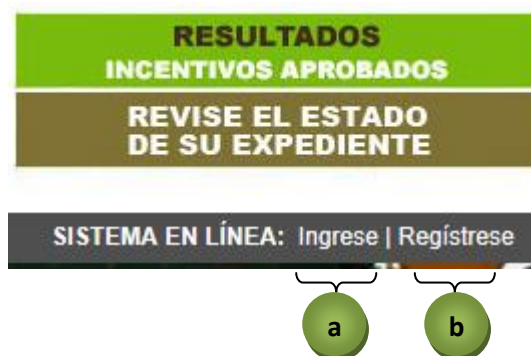 RESULTADOS
INCENTIVOS APROBADOS
REVISE EL ESTADO
DE SU EXPEDIENTE
SISTEMA EN LÍNEA: Ingrese | Regístrese
a b